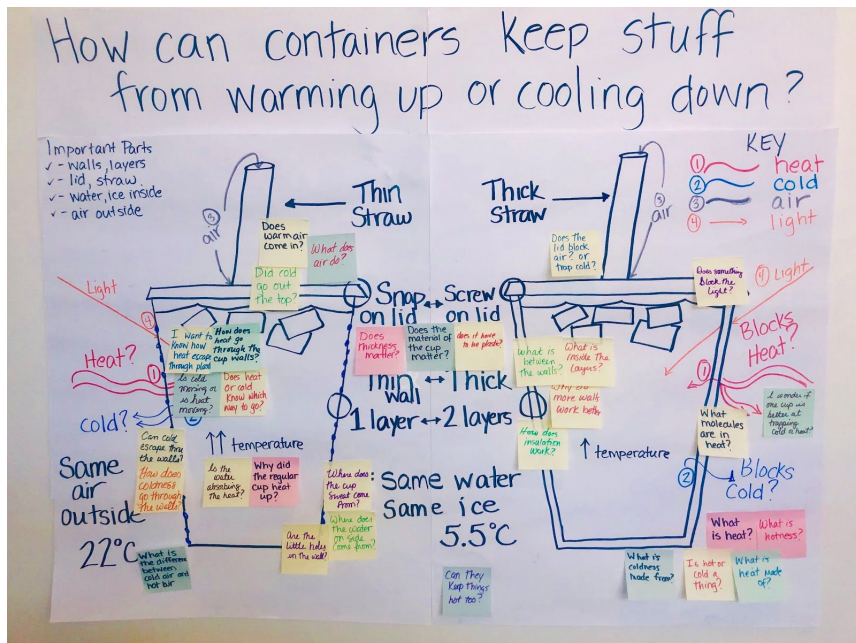 How can containers keep stuff
from warming up or cooling down?
Important Parts
✓ - walls, layers
✓ - lid, straw
✓ - water, ice inside
✓ - air outside
KEY
① heat
② cold
③ air
④ → light
Thin
Straw
Thick
Straw
③
air
③
air
Does
warm air
come in?
What does
air do?
Did cold
go out
the top?
Does the
lid block
air? or
trap cold?
Does something
block the
light?
Light
④
④ Light
Snap ↔ Screw
on lid on lid
I want to
know how
heat escape
through
How does
heat go
through the
cup walls?
Does
thickness
matter?
Does the
material of
the cup
matter?
does it have
to be plastic?
What is
between
the walls?
What is
inside the
layers?
Blocks
Heat?
①
Heat?
①
Is cold
moving or
is heat
moving?
Does heat
or cold
know which
way to go?
Thin ↔ Thick
wall
1 layer ↔ 2 layers
Why did
more walls
work better
I wonder if
one cup is
better at
trapping
cold or heat?
Cold?
Can cold
escape thru
the walls?
How does
coldness
go through
the walls?
↑↑ temperature
↑ temperature
How does
insulation
work?
What
molecules
are in
heat?
②
Blocks
Cold?
Same
air
outside
22°C
Is the
water
absorbing
the heat?
Why did
the regular
cup heat
up?
Where does
the cup
sweat come
from?
Where does
the water
on side
come from?
Are the
little holes
in the wall?
Same water
Same ice
5.5°C
What is
the difference
between
cold air and
hot air
Can they
keep things
hot too?
What
is heat?
What is
hotness?
What is
coldness
made from?
Is hot or
cold a
thing?
What is
heat made
of?